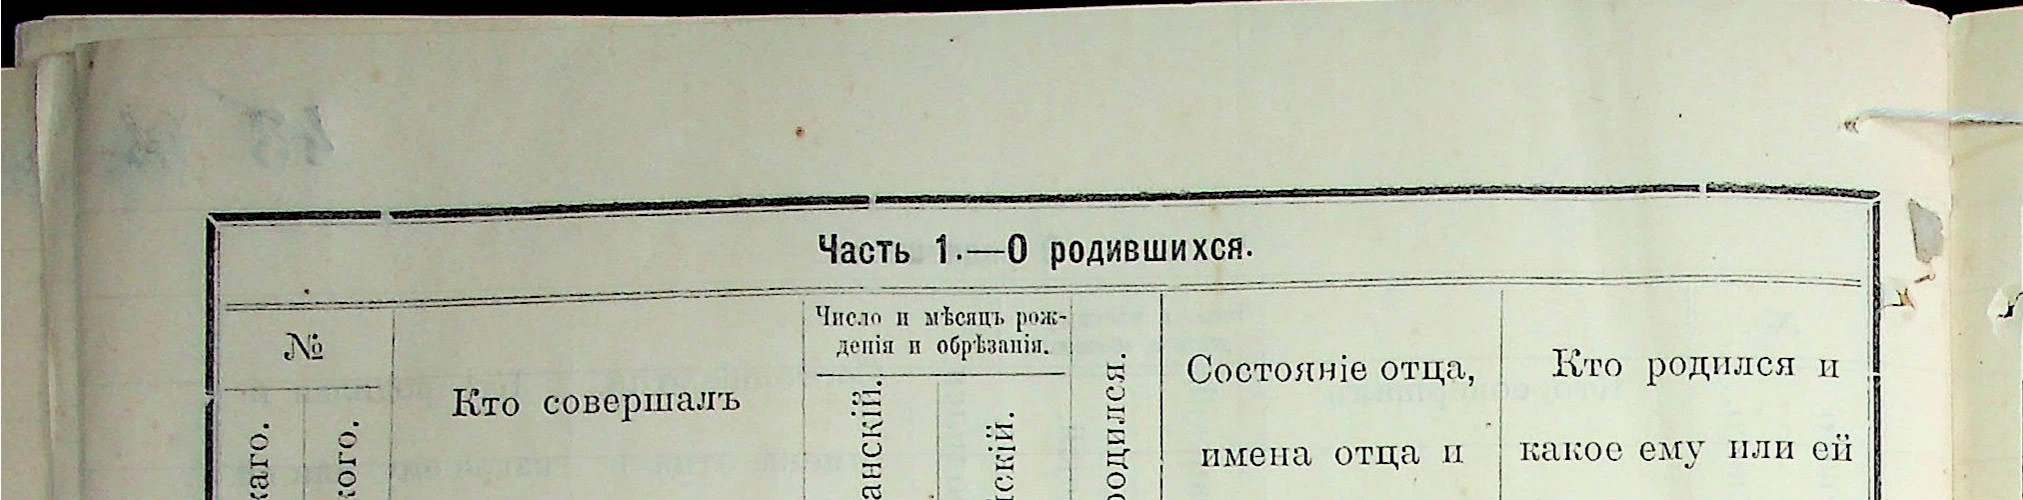 Часть 1.—О родившихся.
№
Кто совершалъ
Число и мѣсяцъ рож-
денія и обрѣзанія.
Состояніе отца,
имена отца и
Кто родился и
какое ему или ей